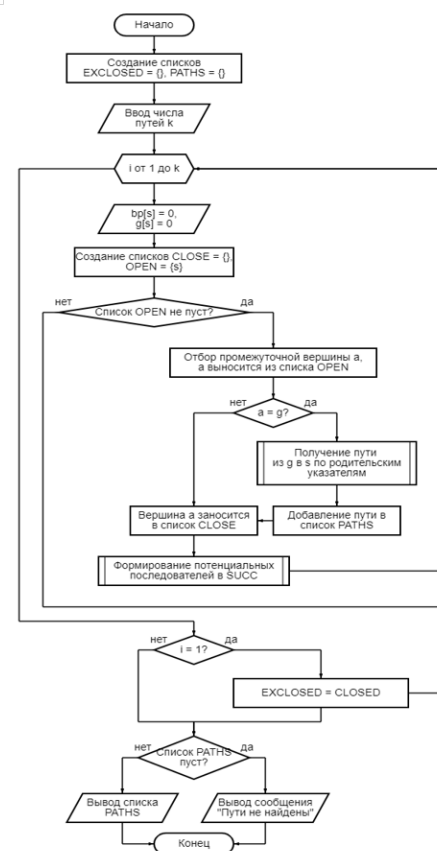 Начало
Создание списков
EXCLOSED = {}, PATHS = {}
Ввод числа
путей k
i от 1 до k
bp[s] = 0,
g[s] = 0
Создание списков CLOSE = {},
OPEN = {s}
нет
да
Список OPEN не пуст?
Отбор промежуточной вершины a,
a выносится из списка OPEN
нет
да
a = g?
Получение пути
из g в s по родительским
указателям
Вершина a заносится
в список CLOSE
Добавление пути в
список PATHS
Формирование потенциальных
последователей в SUCC
нет
да
i = 1?
EXCLOSED = CLOSED
нет
да
Список PATHS
пуст?
Вывод списка
PATHS
Вывод сообщения
"Пути не найдены"
Конец